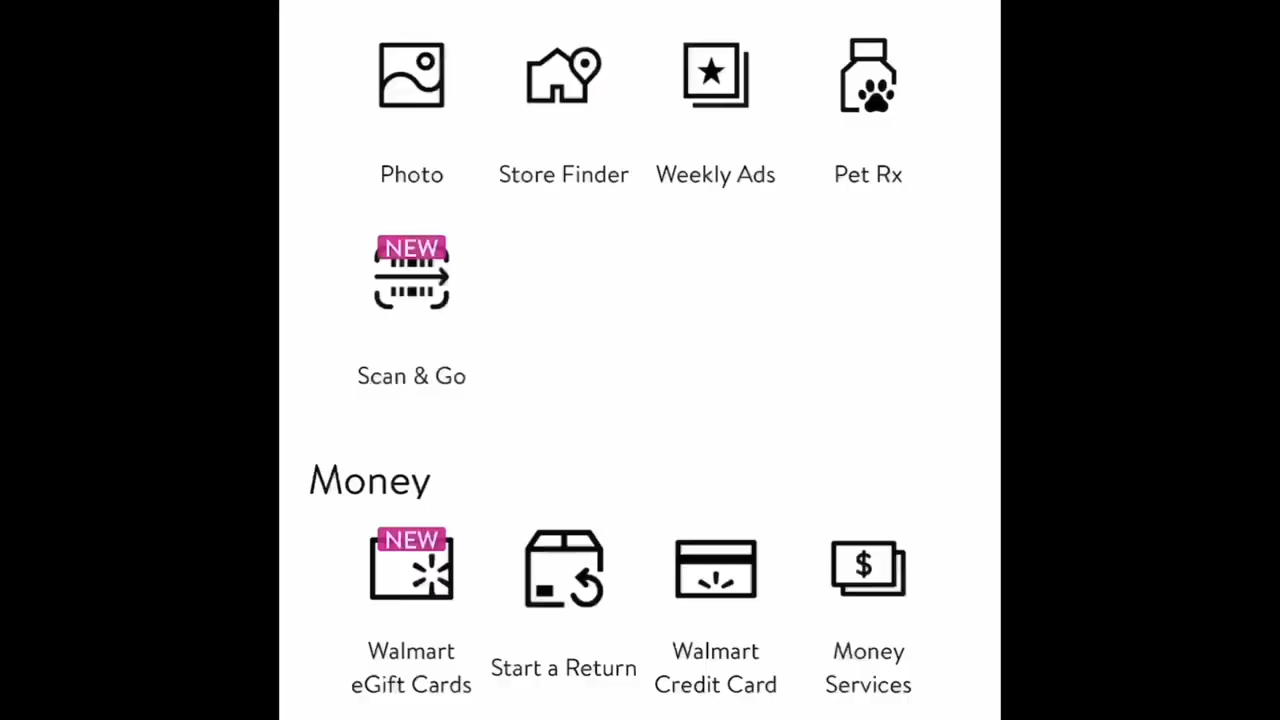 Photo
Store Finder
Weekly Ads
Pet Rx
NEW
Scan & Go
Money
NEW
$
Walmart
eGift Cards
Start a Return
Walmart
Credit Card
Money
Services